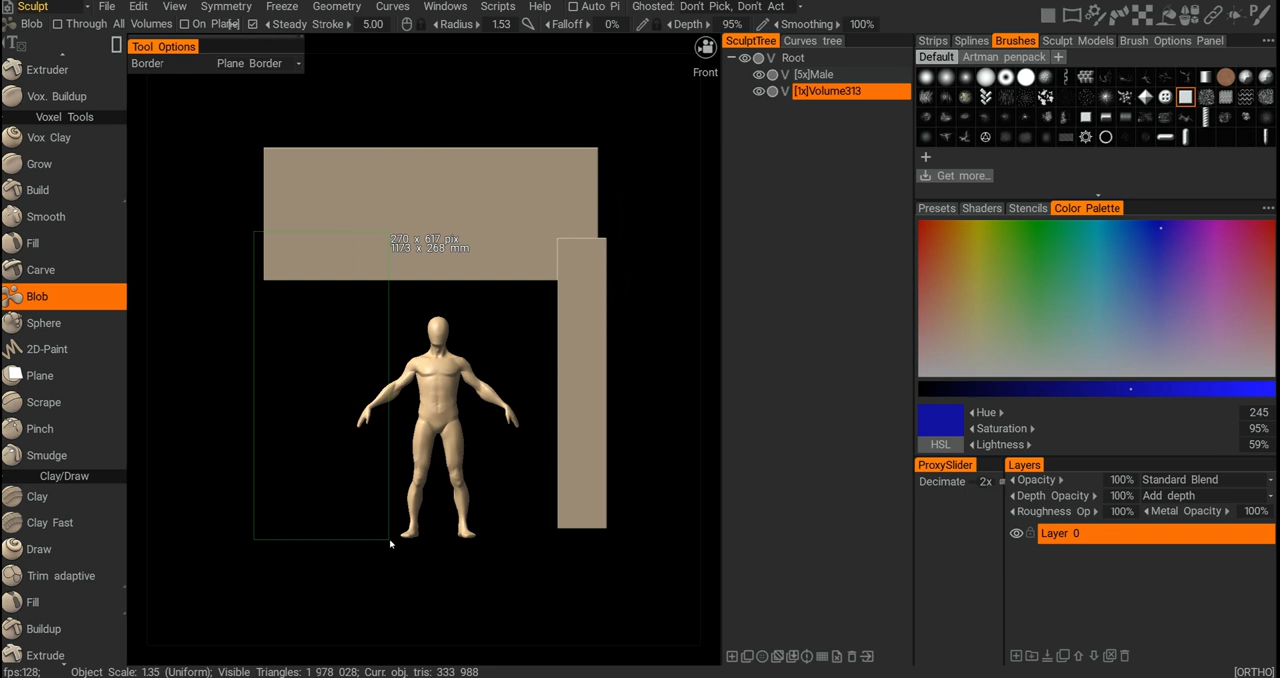 Sculpt File Edit View Symmetry Freeze Geometry Curves Windows Scripts Help Auto Pi Ghosted: Don't Pick, Don't Act
Blob Through All Volumes On Plane Steady Stroke 5.00 Radius 1.53 Falloff 0% Depth 95% Smoothing 100%
Tool Options
Border Plane Border
Extruder
Vox. Buildup
Voxel Tools
Vox Clay
Grow
Build
Smooth
Fill
Carve
Blob
Sphere
2D-Paint
Plane
Scrape
Pinch
Smudge
Clay/Draw
Clay
Clay Fast
Draw
Trim adaptive
Fill
Buildup
Extrude
Front
270 x 617 pix
1173 x 268 mm
SculptTree Curves tree
Root
V [5x]Male
V [1x]Volume313
Strips Splines Brushes Sculpt Models Brush Options Panel
Default Artman penpack +
+
Get more...
Presets Shaders Stencils Color Palette
Hue 245
Saturation 95%
HSL Lightness 59%
ProxySlider
Decimate 2x
Layers
Opacity 100% Standard Blend
Depth Opacity 100% Add depth
Roughness Op 100% Metal Opacity 100%
Layer 0
fps:128; Object Scale: 1.35 (Uniform); Visible Triangles: 1 978 028; Curr. obj. tris: 333 988 [ORTHO]